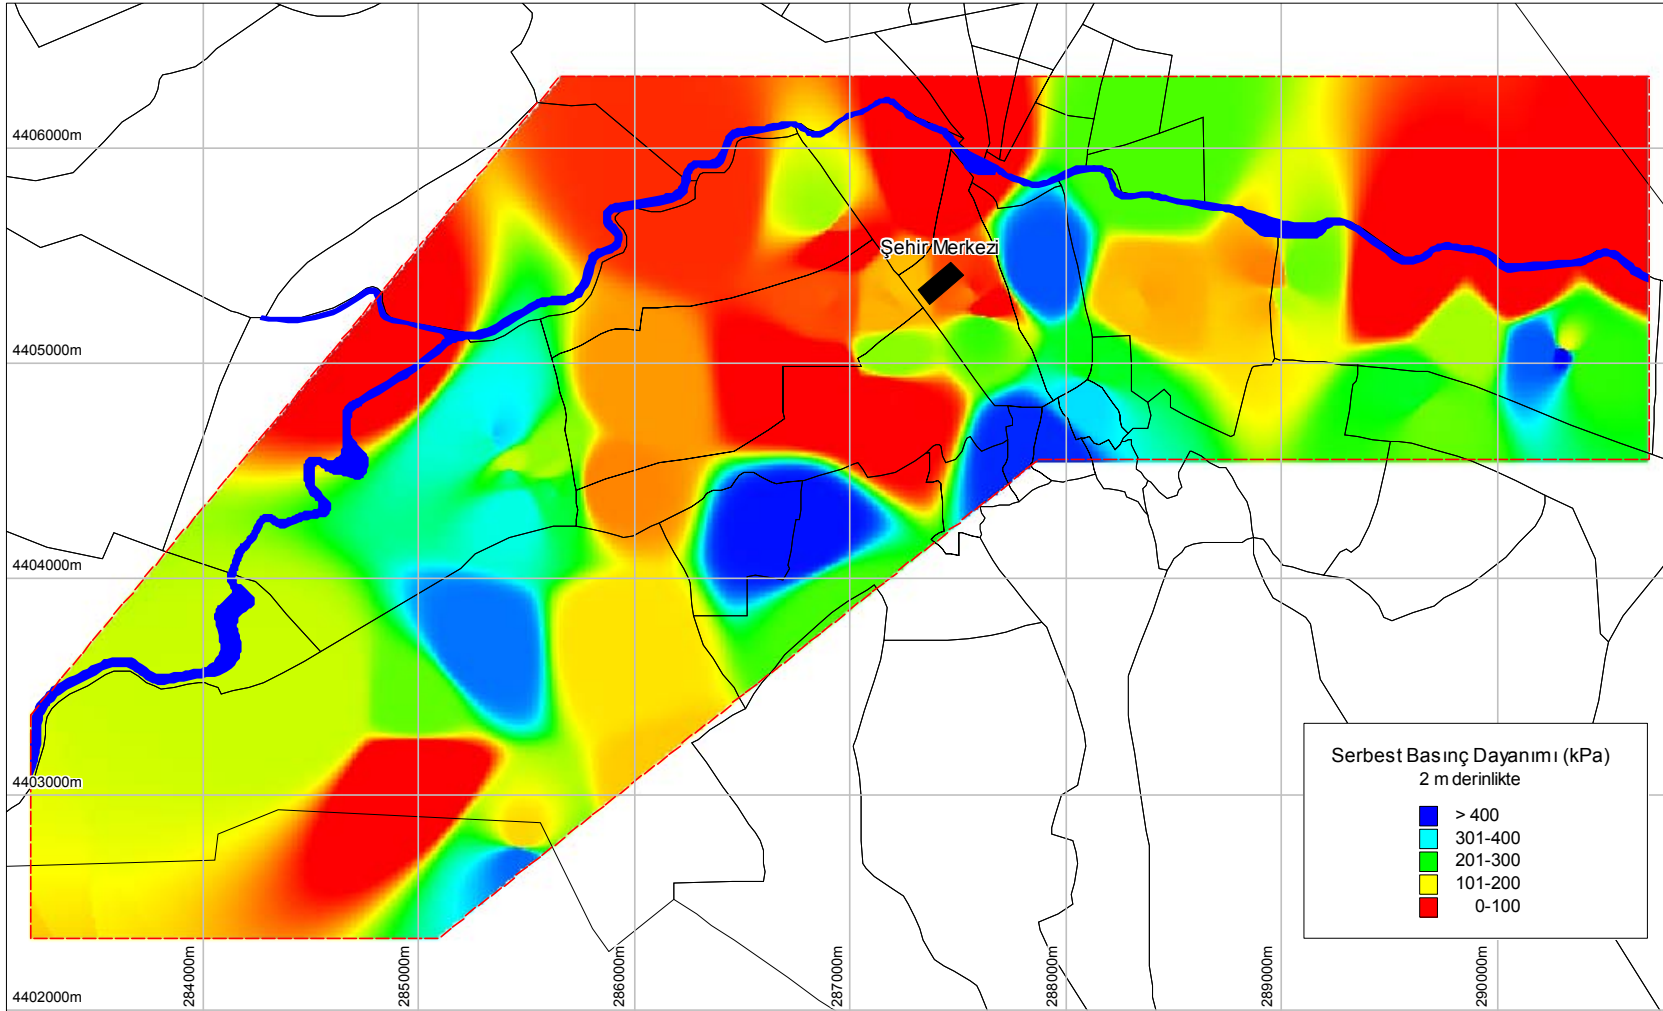 4406000m
Şehir Merkezi
4405000m
4404000m
4403000m
4402000m
284000m
285000m
286000m
287000m
288000m
289000m
290000m
Serbest Basınç Dayanımı (kPa)
2 m derinlikte
> 400
301-400
201-300
101-200
0-100